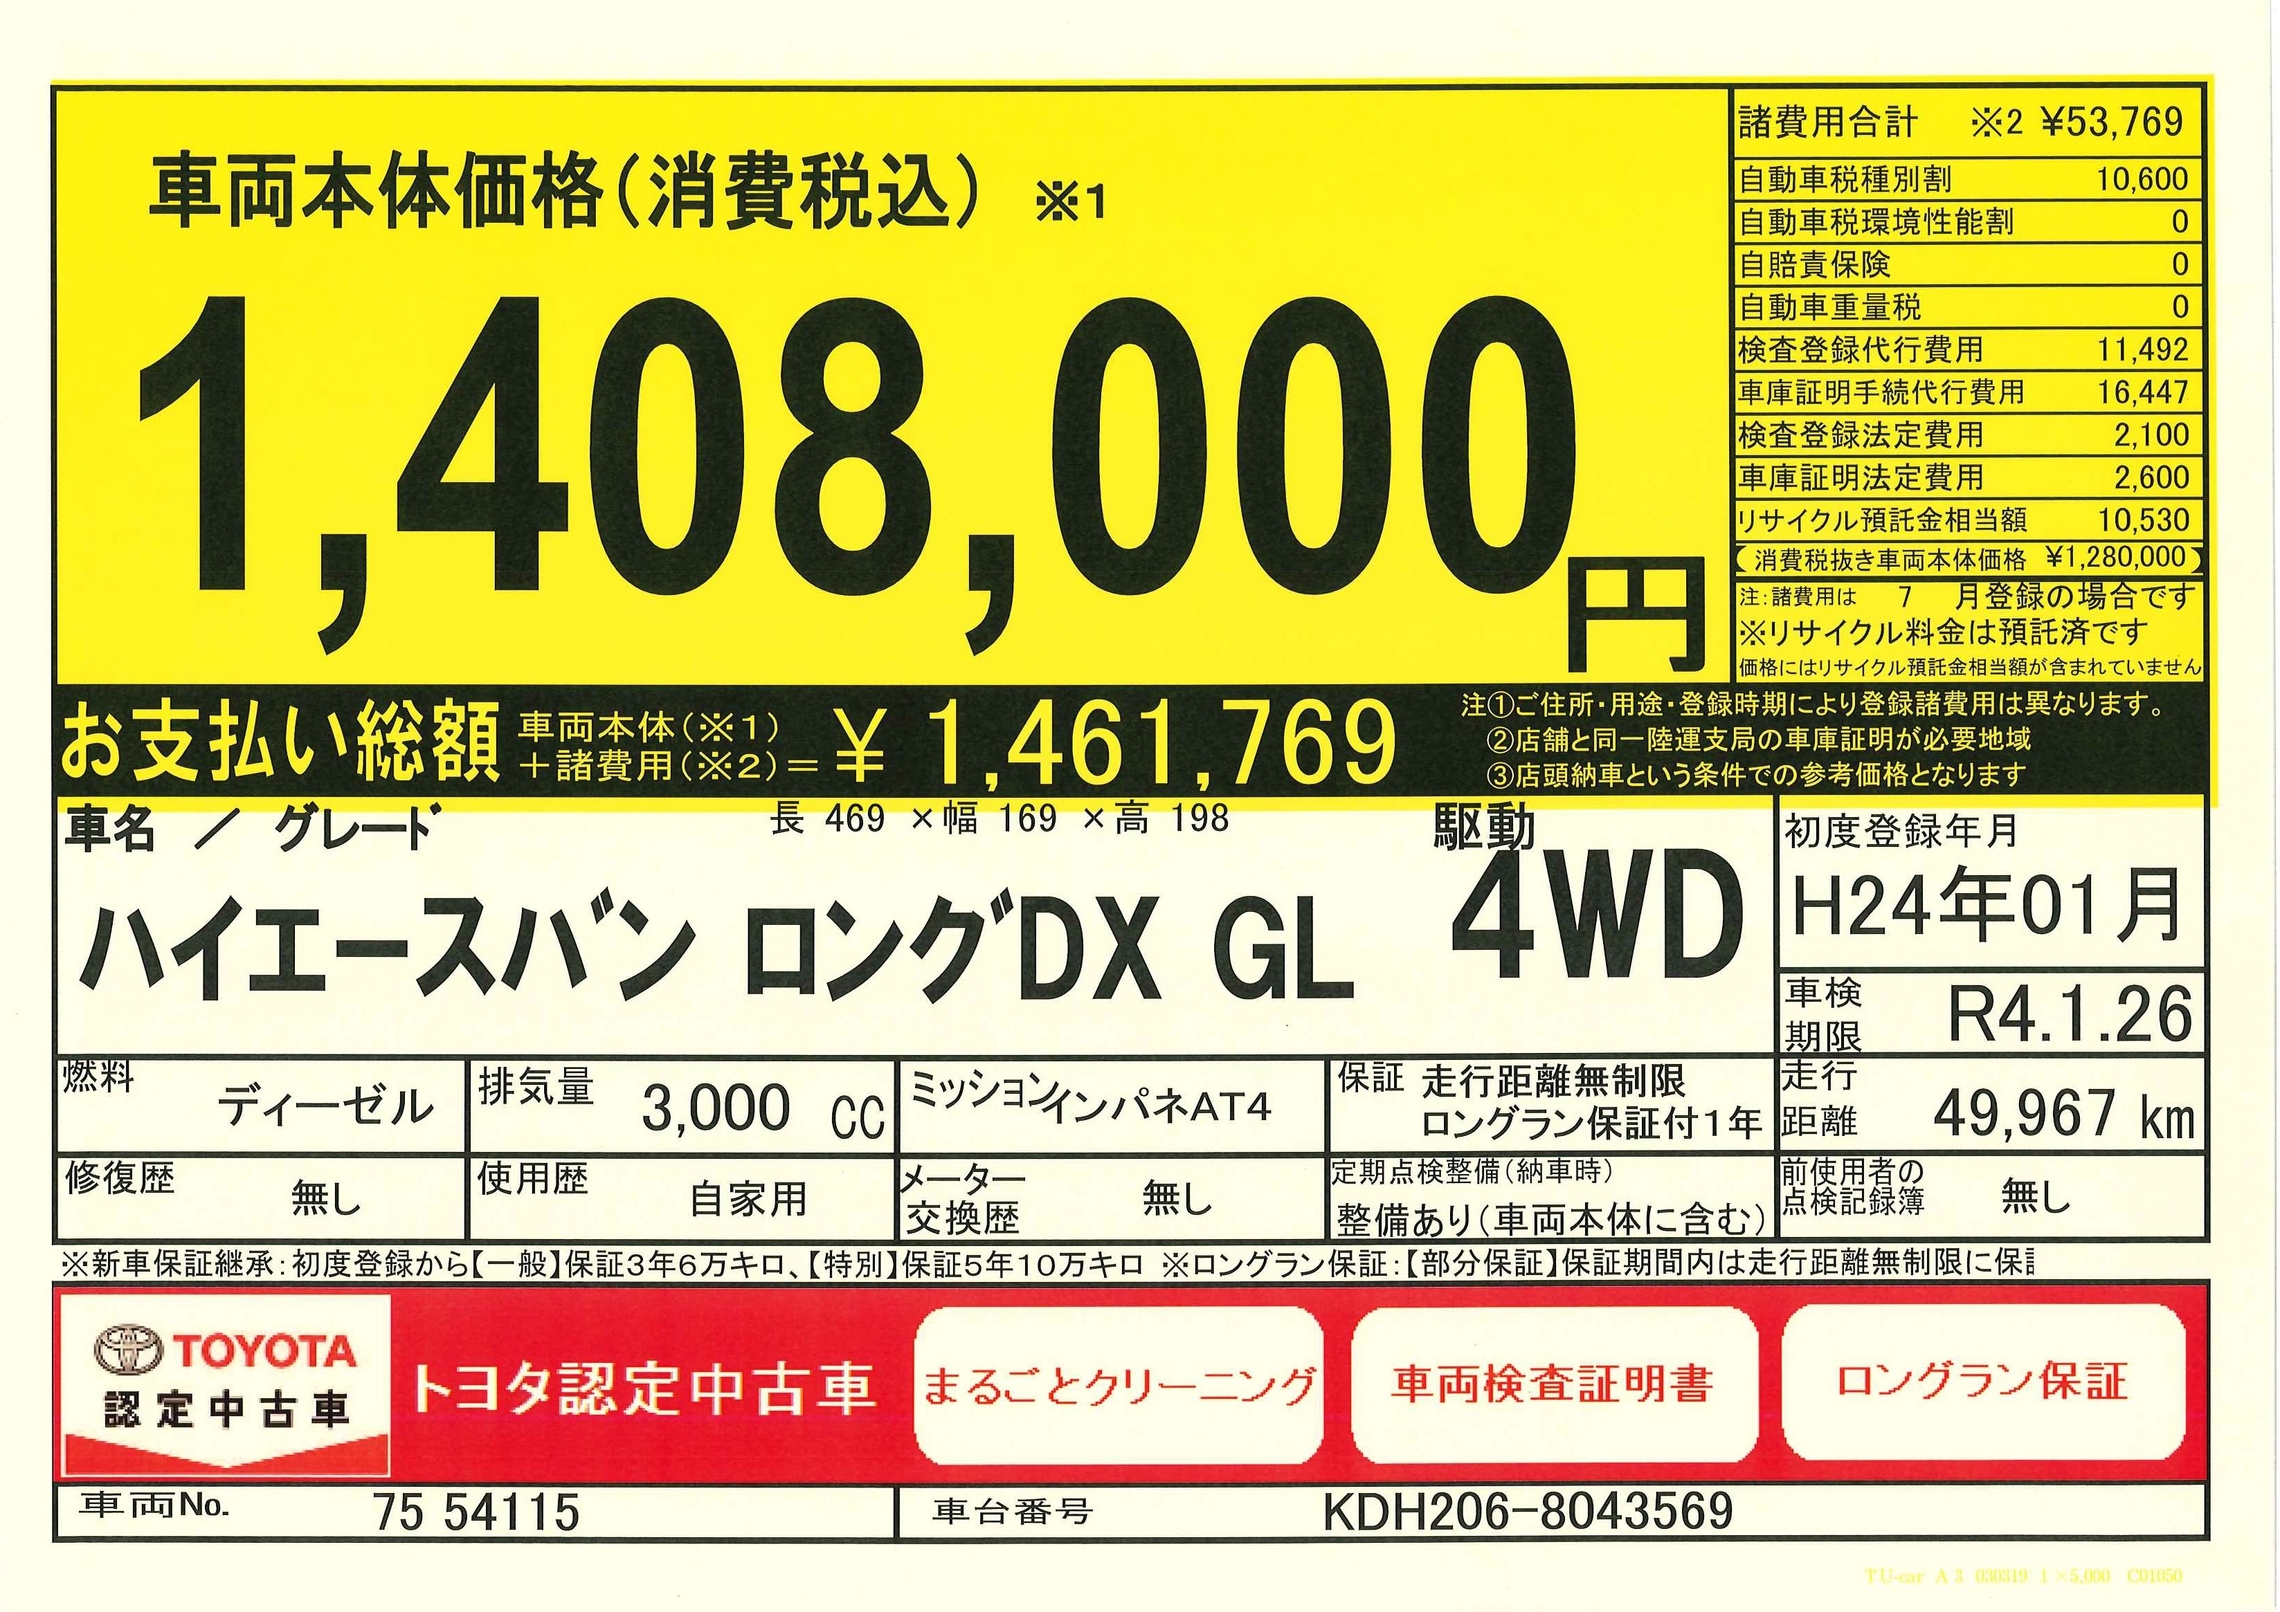 車両本体価格(消費税込) ※1
1,408,000円
諸費用合計 ※2 ¥53,769
自動車税種別割 10,600
自動車税環境性能割 0
自賠責保険 0
自動車重量税 0
検査登録代行費用 11,492
車庫証明手続代行費用 16,447
検査登録法定費用 2,100
車庫証明法定費用 2,600
リサイクル預託金相当額 10,530
(消費税抜き車両本体価格 ¥1,280,000)
注:諸費用は 7 月登録の場合です
※リサイクル料金は預託済です
価格にはリサイクル預託金相当額が含まれていません
お支払い総額 車両本体(※1)
+諸費用(※2)= ¥ 1,461,769
注①ご住所・用途・登録時期により登録諸費用は異なります。
②店舗と同一陸運支局の車庫証明が必要地域
③店頭納車という条件での参考価格となります
車名 / グレード 長 469 ×幅 169 ×高 198
ハイエースバン ロングDX GL
駆動
4WD
初度登録年月
H24年01月
車検
期限 R4.1.26
燃料 ディーゼル
排気量 3,000 CC
ミッション インパネAT4
保証 走行距離無制限
ロングラン保証付1年
走行
距離 49,967 km
修復歴 無し
使用歴 自家用
メーター
交換歴 無し
定期点検整備(納車時)
整備あり(車両本体に含む)
前使用者の
点検記録簿 無し
※新車保証継承:初度登録から【一般】保証3年6万キロ、【特別】保証5年10万キロ ※ロングラン保証:【部分保証】保証期間内は走行距離無制限に保証
TOYOTA
認定中古車
トヨタ認定中古車
まるごとクリーニング
車両検査証明書
ロングラン保証
車両No. 75 54115
車台番号 KDH206-8043569
TU-car A3 030319 1×5,000 C01050